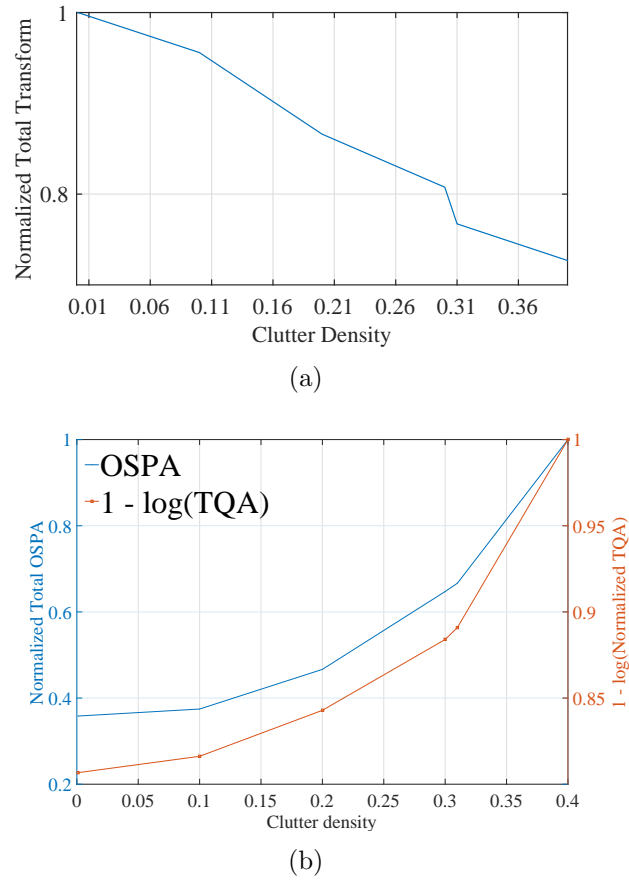 1
0.8
Normalized Total Transform
0.01 0.06 0.11 0.16 0.21 0.26 0.31 0.36
Clutter Density
(a)
1
0.8
0.6
0.4
0.2
Normalized Total OSPA
OSPA
1 - log(TQA)
1
0.95
0.9
0.85
1 - log(Normalized TQA)
0 0.05 0.1 0.15 0.2 0.25 0.3 0.35 0.4
Clutter density
(b)